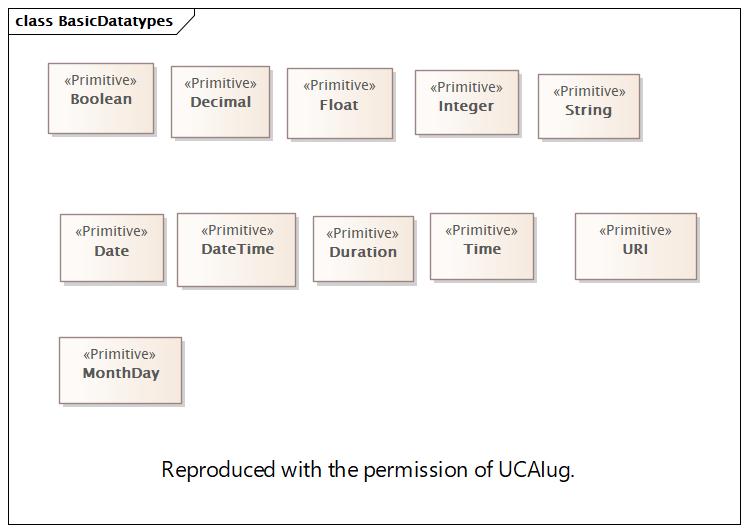 class BasicDatatypes
«Primitive»
Boolean
«Primitive»
Decimal
«Primitive»
Float
«Primitive»
Integer
«Primitive»
String
«Primitive»
Date
«Primitive»
DateTime
«Primitive»
Duration
«Primitive»
Time
«Primitive»
URI
«Primitive»
MonthDay
Reproduced with the permission of UCAIug.